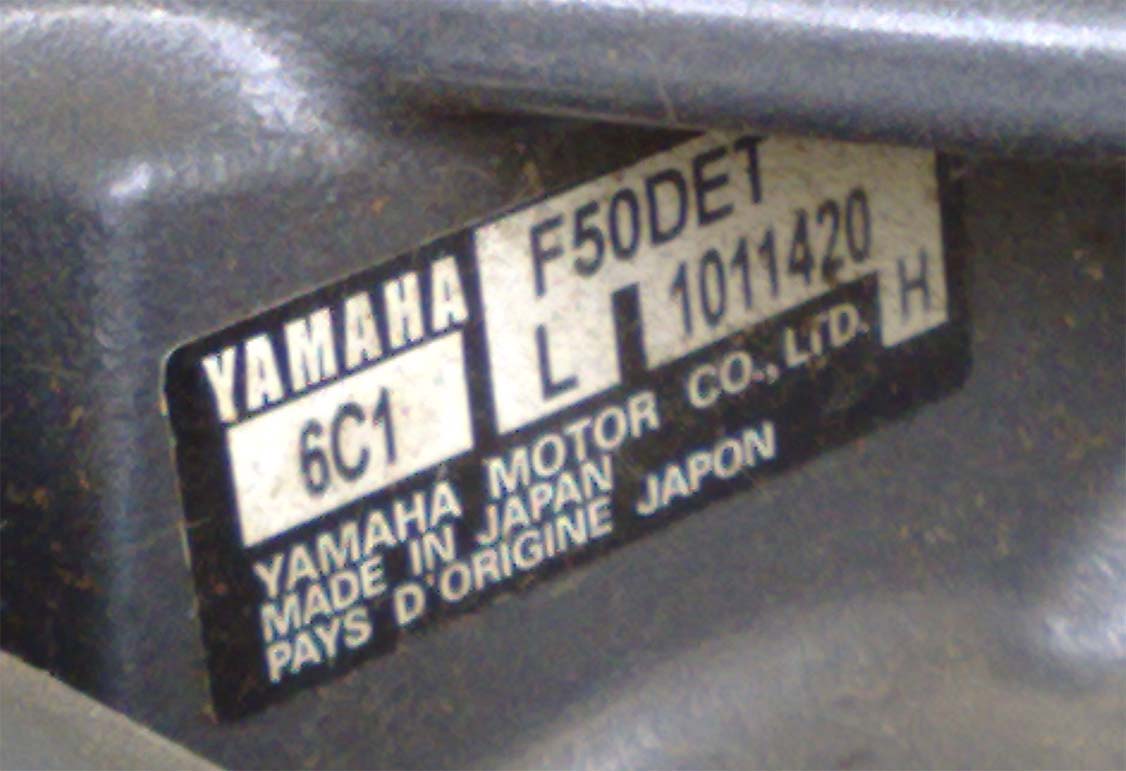 YAMAHA
6C1
F50DET
L 1011420
H
YAMAHA MOTOR CO., LTD.
MADE IN JAPAN
PAYS D'ORIGINE JAPON